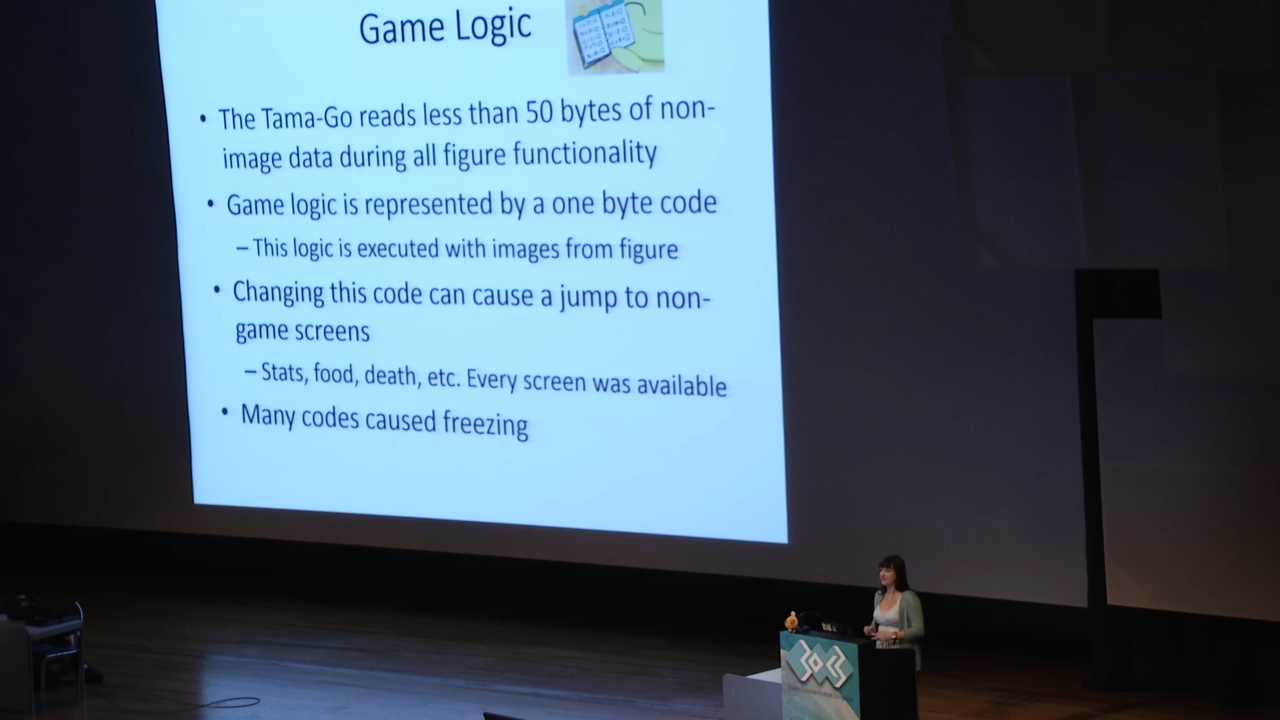 Game Logic
• The Tama-Go reads less than 50 bytes of non-
image data during all figure functionality
• Game logic is represented by a one byte code
– This logic is executed with images from figure
• Changing this code can cause a jump to non-
game screens
– Stats, food, death, etc. Every screen was available
• Many codes caused freezing
30C3